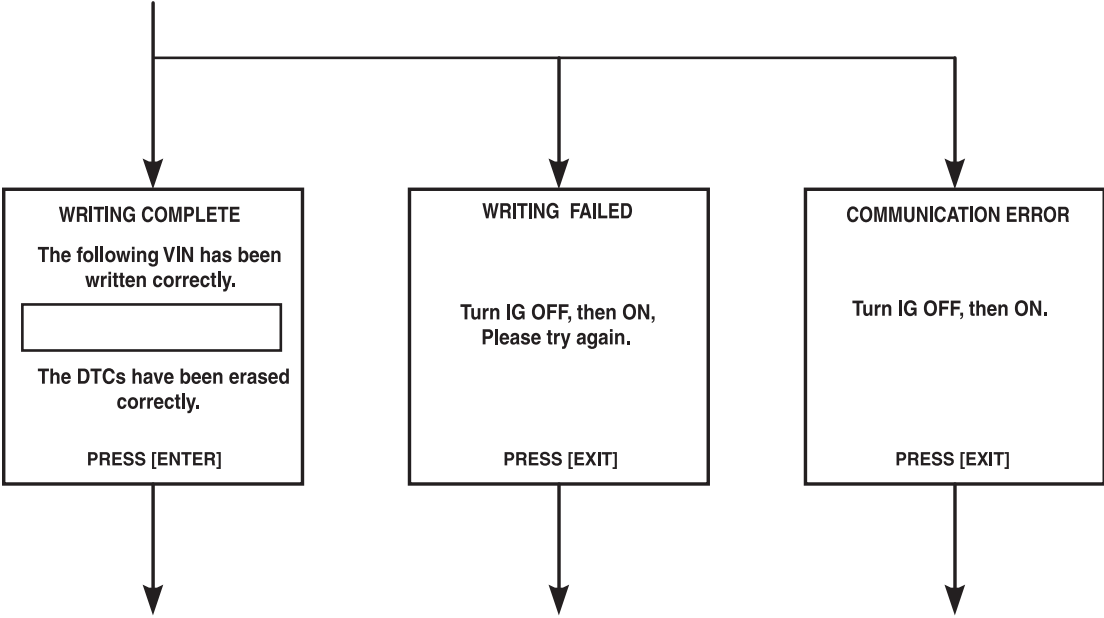 WRITING COMPLETE
The following VIN has been
written correctly.
The DTCs have been erased
correctly.
PRESS [ENTER]
WRITING FAILED
Turn IG OFF, then ON,
Please try again.
PRESS [EXIT]
COMMUNICATION ERROR
Turn IG OFF, then ON.
PRESS [EXIT]